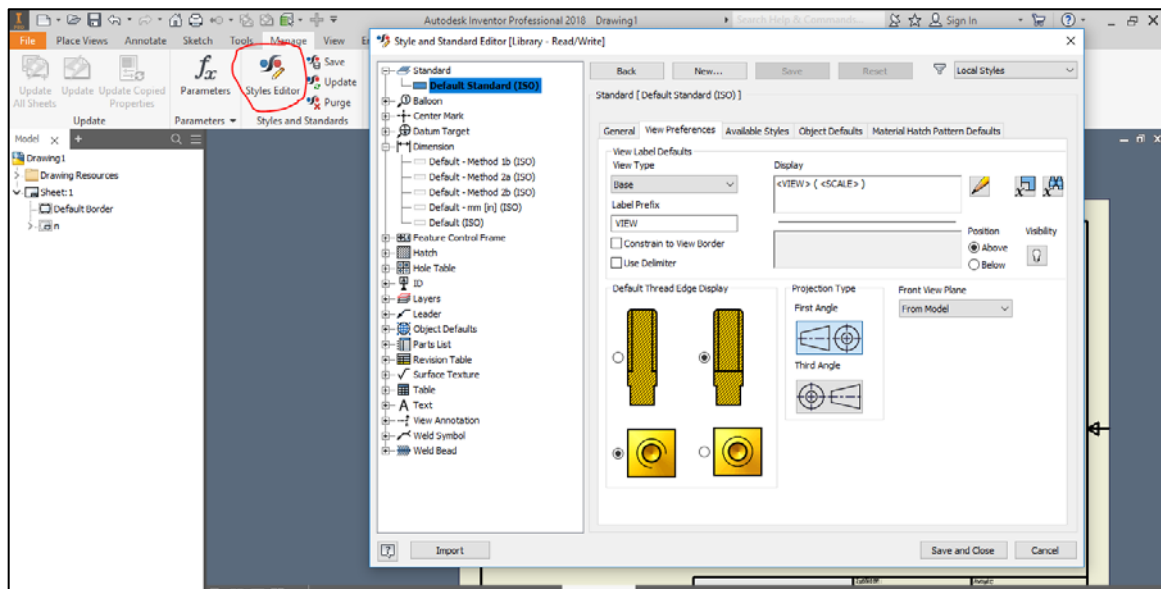 I PRO
Autodesk Inventor Professional 2018 Drawing1
Search Help & Commands...
Sign In
File Place Views Annotate Sketch Tools Manage View
Update All Sheets
Update
Update Copied Properties
Parameters
Styles Editor
Save
Update
Purge
Update
Parameters
Styles and Standards
Model
Drawing1
Drawing Resources
Sheet:1
Default Border
n
Style and Standard Editor [Library - Read/Write]
Standard
Default Standard (ISO)
Balloon
Center Mark
Datum Target
Dimension
Default - Method 1b (ISO)
Default - Method 2a (ISO)
Default - Method 2b (ISO)
Default - mm [in] (ISO)
Default (ISO)
Feature Control Frame
Hatch
Hole Table
ID
Layers
Leader
Object Defaults
Parts List
Revision Table
Surface Texture
Table
Text
View Annotation
Weld Symbol
Weld Bead
Import
Back
New...
Save
Reset
Local Styles
Standard [ Default Standard (ISO) ]
General View Preferences Available Styles Object Defaults Material Hatch Pattern Defaults
View Label Defaults
View Type
Base
Label Prefix
VIEW
Constrain to View Border
Use Delimiter
Display
<VIEW> ( <SCALE> )
Position
Above
Below
Visibility
Default Thread Edge Display
Projection Type
First Angle
Third Angle
Front View Plane
From Model
Save and Close
Cancel